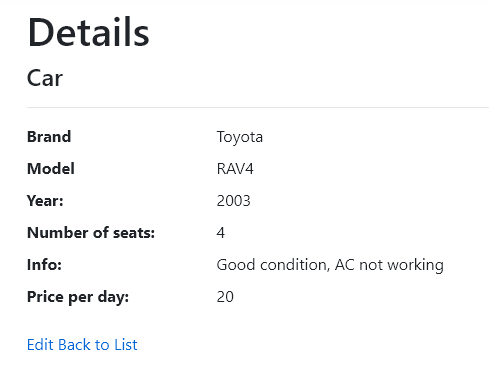 Details
Car
Brand Toyota
Model RAV4
Year: 2003
Number of seats: 4
Info: Good condition, AC not working
Price per day: 20
Edit Back to List